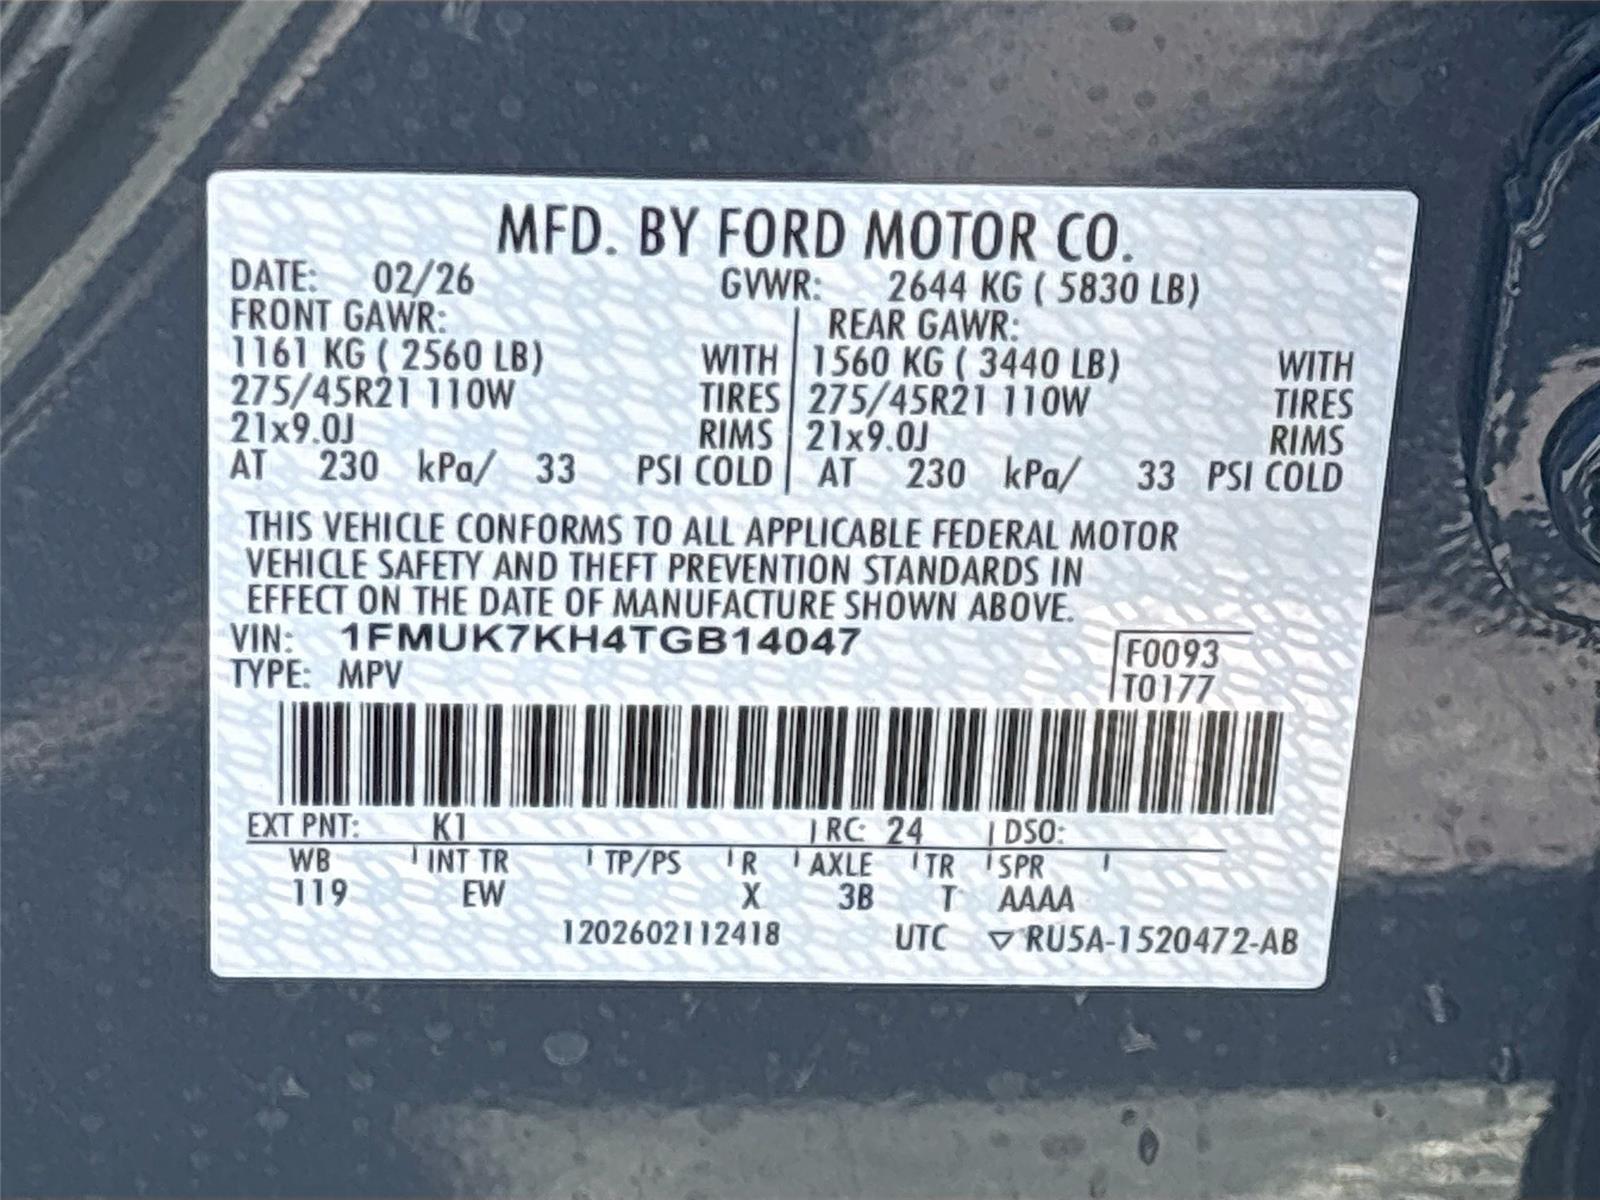 MFD. BY FORD MOTOR CO.
DATE: 02/26 GVWR: 2644 KG ( 5830 LB)
FRONT GAWR: REAR GAWR:
1161 KG ( 2560 LB) WITH 1560 KG ( 3440 LB) WITH
275/45R21 110W TIRES 275/45R21 110W TIRES
21x9.0J RIMS 21x9.0J RIMS
AT 230 kPa/ 33 PSI COLD AT 230 kPa/ 33 PSI COLD
THIS VEHICLE CONFORMS TO ALL APPLICABLE FEDERAL MOTOR
VEHICLE SAFETY AND THEFT PREVENTION STANDARDS IN
EFFECT ON THE DATE OF MANUFACTURE SHOWN ABOVE.
VIN: 1FMUK7KH4TGB14047 F0093
TYPE: MPV T0177
EXT PNT: K1 RC: 24 DSO:
WB INT TR TP/PS R AXLE TR SPR
119 EW X 3B T AAAA
1202602112418 UTC ▽RU5A-1520472-AB